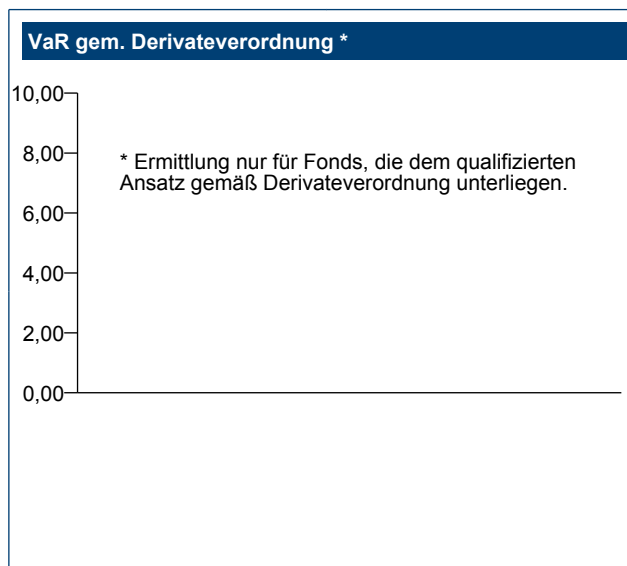 VaR gem. Derivateverordnung *
10,00
8,00
* Ermittlung nur für Fonds, die dem qualifizierten
Ansatz gemäß Derivateverordnung unterliegen.
6,00
4,00
2,00
0,00